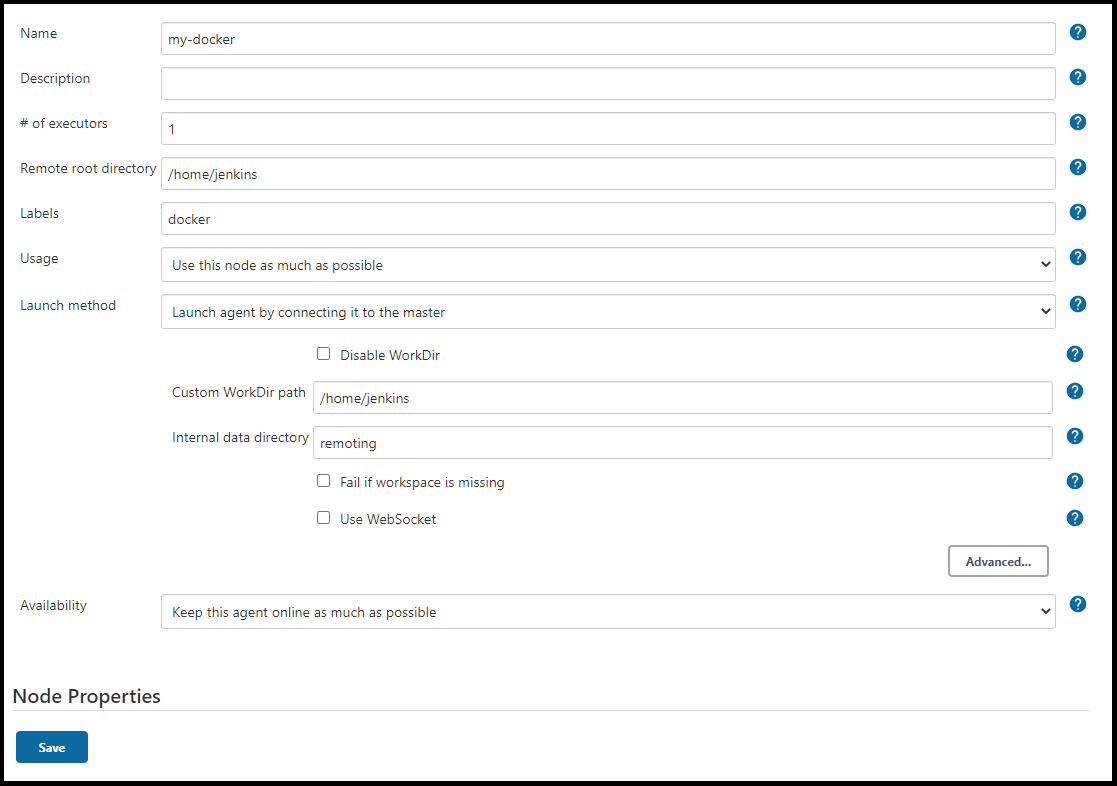 Name my-docker ?
Description ?
# of executors 1 ?
Remote root directory /home/jenkins ?
Labels docker ?
Usage Use this node as much as possible ?
Launch method Launch agent by connecting it to the master ?
Disable WorkDir ?
Custom WorkDir path /home/jenkins ?
Internal data directory remoting ?
Fail if workspace is missing ?
Use WebSocket ?
Advanced...
Availability Keep this agent online as much as possible ?
Node Properties
Save